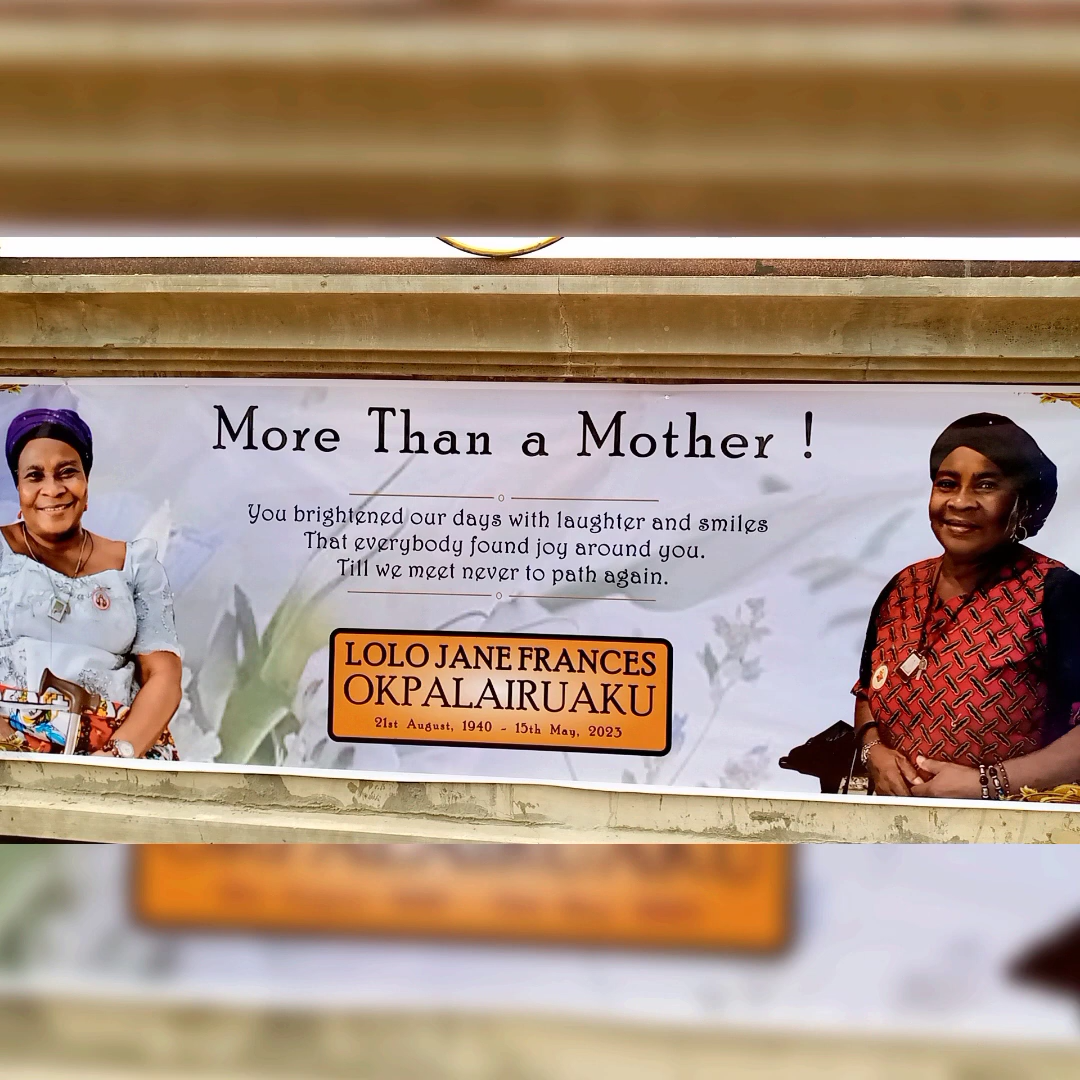 More Than a Mother !
You brightened our days with laughter and smiles
That everybody found joy around you.
Till we meet never to path again.
LOLO JANE FRANCES
OKPALAIRUAKU
21st August, 1940 - 15th May, 2023